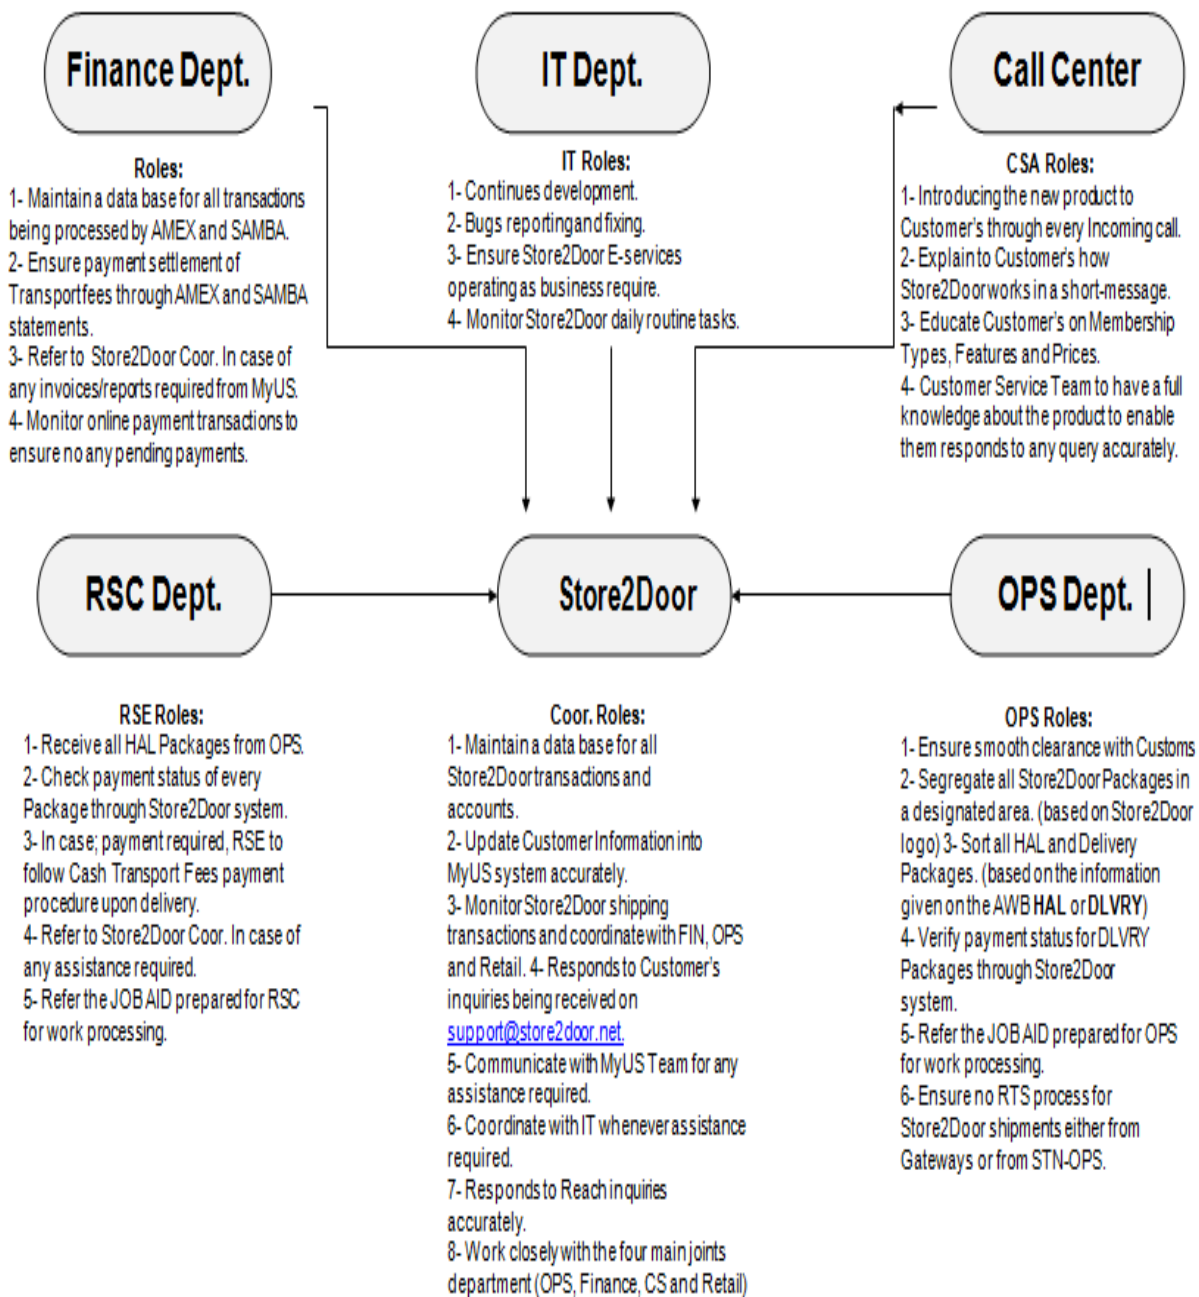 Finance Dept.
Roles:
1- Maintain a data base for all transactions
being processed by AMEX and SAMBA.
2- Ensure payment settlement of
Transport fees through AMEX and SAMBA
statements.
3- Refer to Store2Door Coor. In case of
any invoices/reports required from MyUS.
4- Monitor online payment transactions to
ensure no any pending payments.
IT Dept.
IT Roles:
1- Continues development.
2- Bugs reporting and fixing.
3- Ensure Store2Door E-services
operating as business require.
4- Monitor Store2Door daily routine tasks.
Call Center
CSA Roles:
1- Introducing the new product to
Customer's through every Incoming call.
2- Explain to Customer's how
Store2Door works in a short-message.
3- Educate Customer's on Membership
Types, Features and Prices.
4- Customer Service Team to have a full
knowledge about the product to enable
them responds to any query accurately.
RSC Dept.
RSE Roles:
1- Receive all HAL Packages from OPS.
2- Check payment status of every
Package through Store2Door system.
3- In case; payment required, RSE to
follow Cash Transport Fees payment
procedure upon delivery.
4- Refer to Store2Door Coor. In case of
any assistance required.
5- Refer the JOB AID prepared for RSC
for work processing.
Store2Door
Coor. Roles:
1- Maintain a data base for all
Store2Door transactions and
accounts.
2- Update Customer Information into
MyUS system accurately.
3- Monitor Store2Door shipping
transactions and coordinate with FIN, OPS
and Retail. 4- Responds to Customer's
inquiries being received on
support@store2door.net.
5- Communicate with MyUS Team for any
assistance required.
6- Coordinate with IT whenever assistance
required.
7- Responds to Reach inquiries
accurately.
8- Work closely with the four main joints
department (OPS, Finance, CS and Retail)
OPS Dept.
OPS Roles:
1- Ensure smooth clearance with Customs
2- Segregate all Store2Door Packages in
a designated area. (based on Store2Door
logo) 3- Sort all HAL and Delivery
Packages. (based on the information
given on the AWB HAL or DLVRY)
4- Verify payment status for DLVRY
Packages through Store2Door
system.
5- Refer the JOB AID prepared for OPS
for work processing.
6- Ensure no RTS process for
Store2Door shipments either from
Gateways or from STN-OPS.